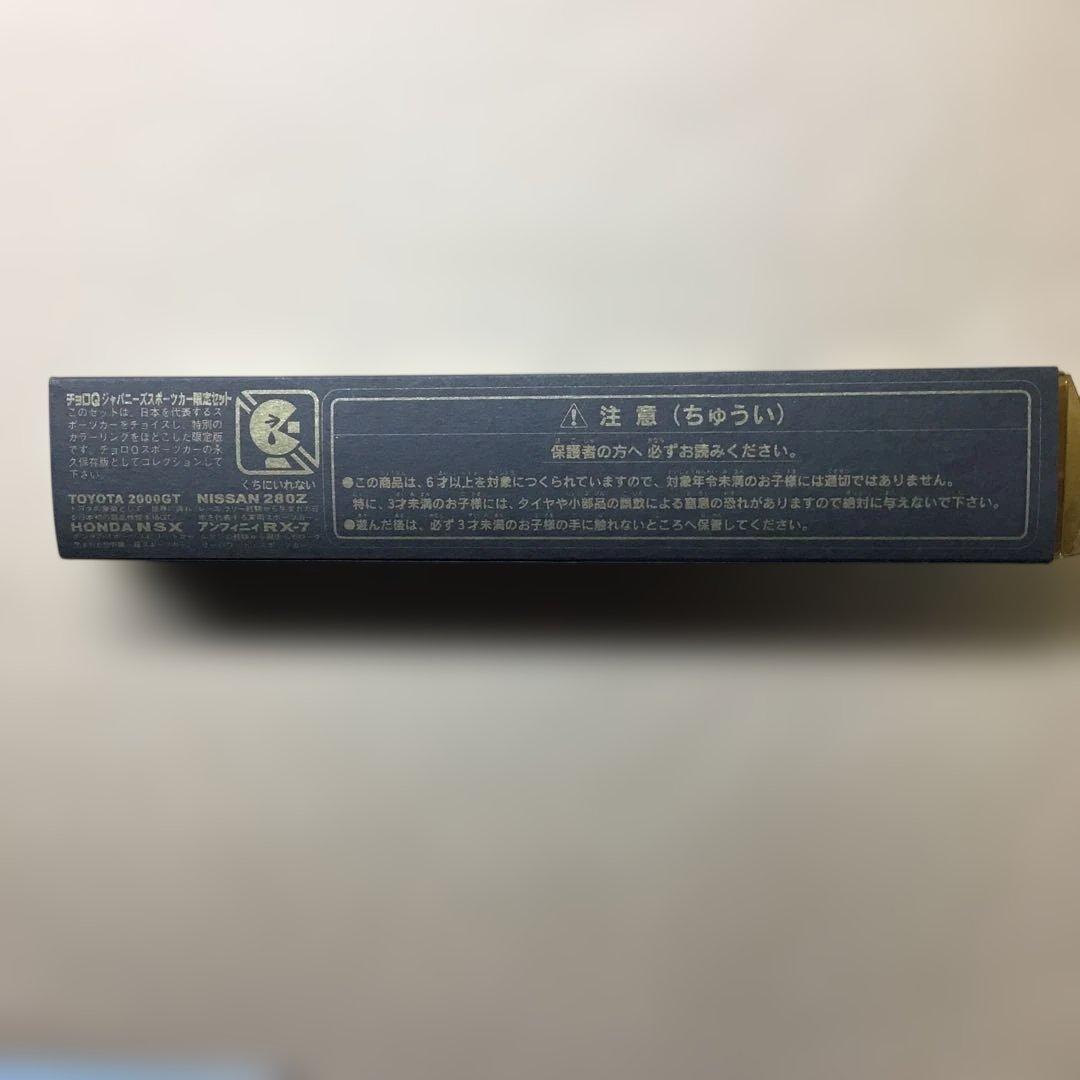 チョロQジャパニーズスポーツカー限定セット
このセットは、日本を代表するス
ポーツカーをチョイスし、特別の
カラーリングをほどこした限定版
です。チョロQスポーツカーの永
久保存版としてコレクションして
下さい。
くちにいれない
TOYOTA 2000GT NISSAN 280Z
HONDA NSX アンフィニィRX-7
注意(ちゅうい)
保護者の方へ 必ずお読みください。
●この商品は、6才以上を対象につくられていますので、対象年令未満のお子様には適切ではありません。
特に、3才未満のお子様には、タイヤや小部品の誤飲による窒息の恐れがありますので絶対に与えないで下さい。
●遊んだ後は、必ず3才未満のお子様の手に触れないところへ保管してください。